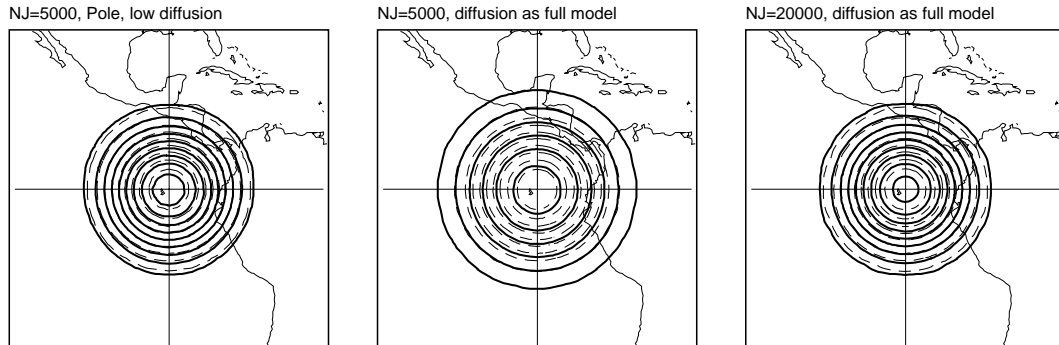 NJ=5000, Pole, low diffusion
NJ=5000, diffusion as full model
NJ=20000, diffusion as full model